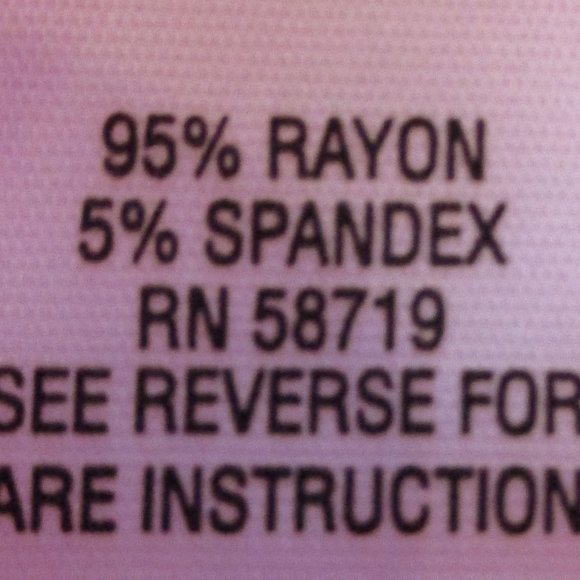 95% RAYON
5% SPANDEX
RN 58719
SEE REVERSE FOR
ARE INSTRUCTION